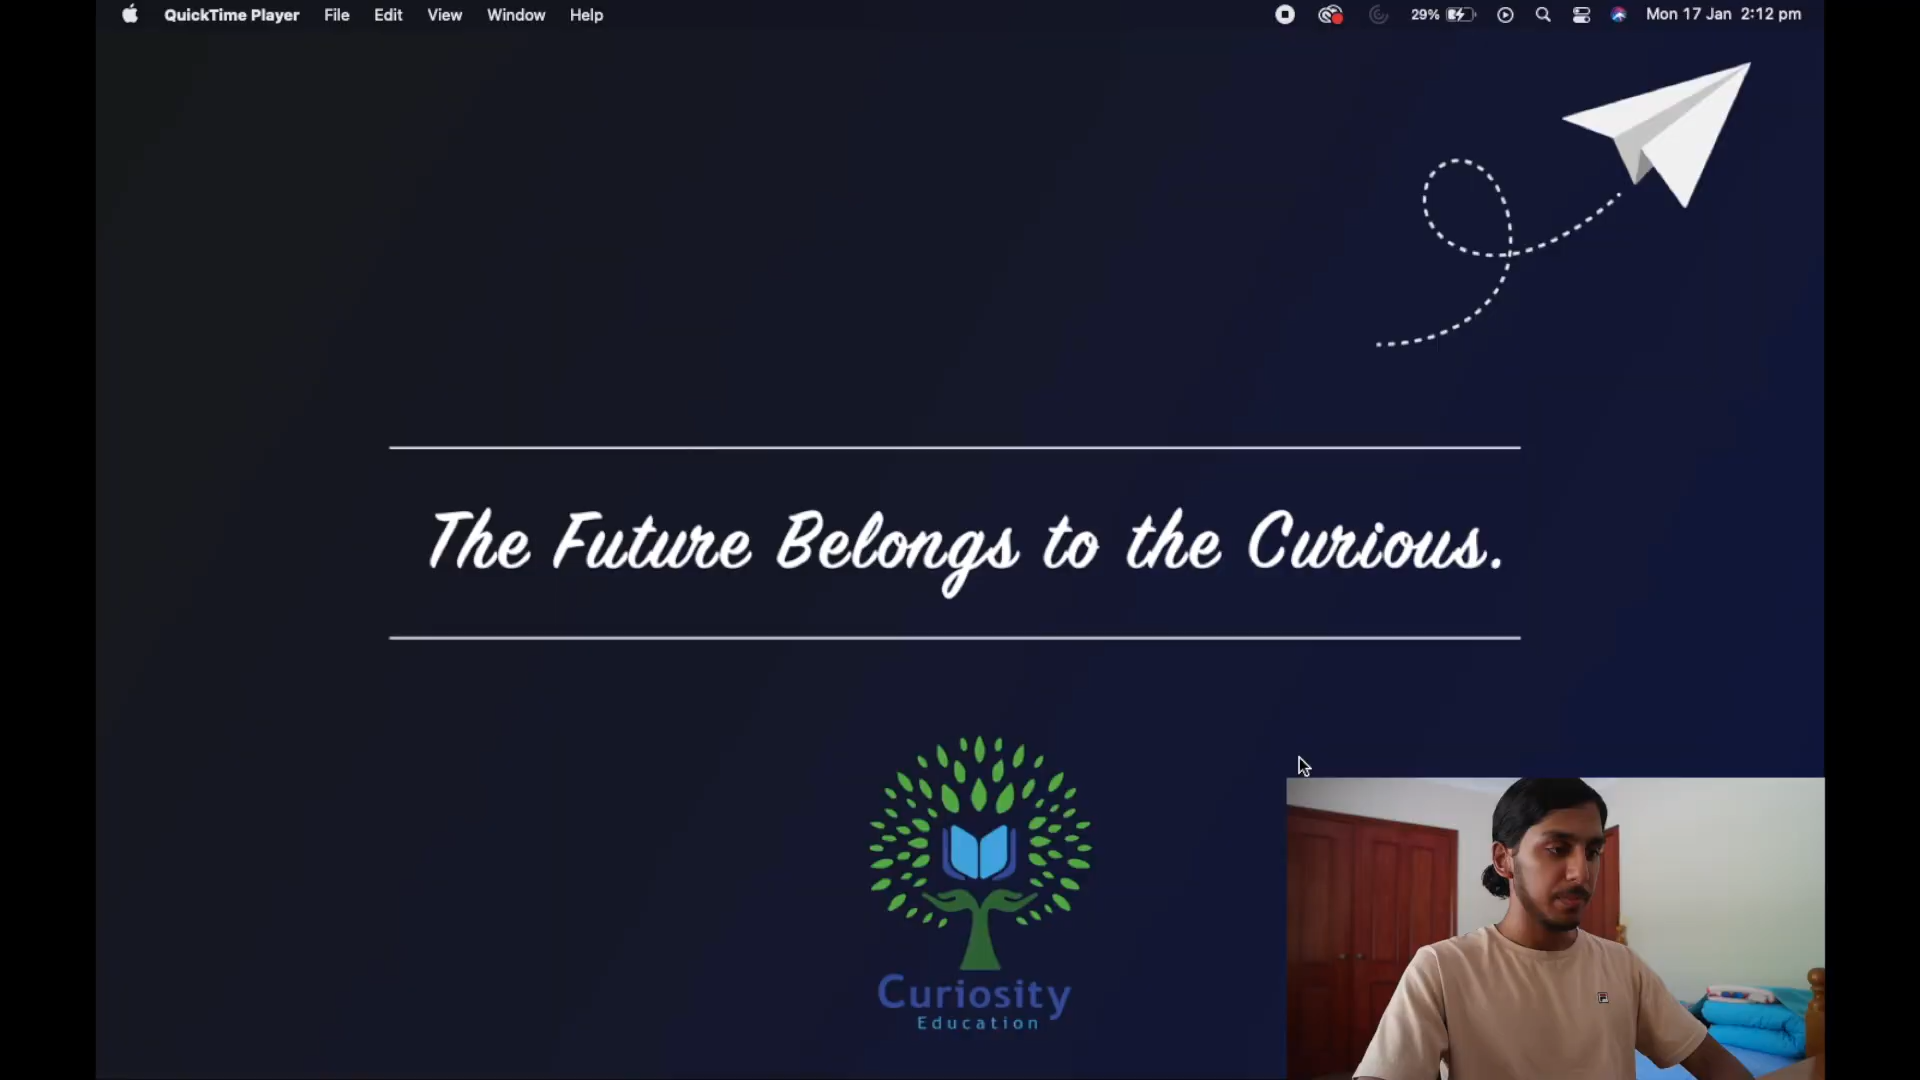 QuickTime Player File Edit View Window Help 29% Mon 17 Jan 2:12 pm
The Future Belongs to the Curious.
Curiosity
Education